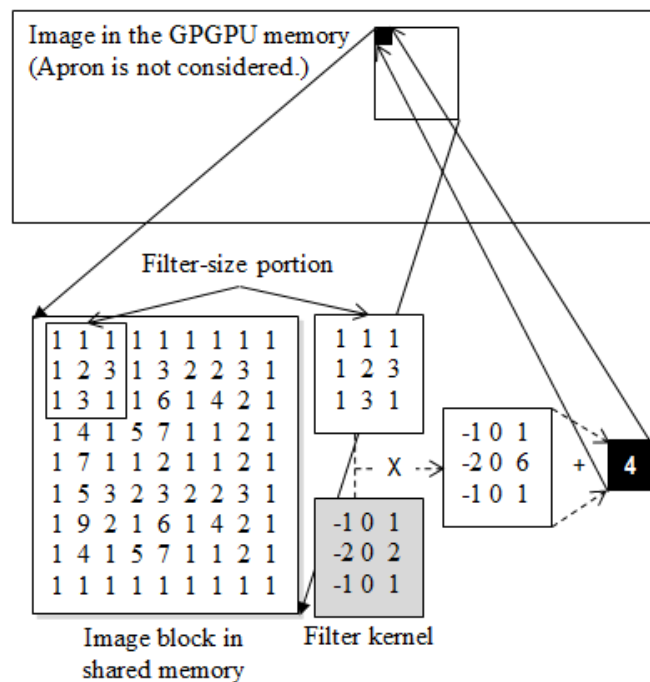 Image in the GPGPU memory
(Apron is not considered.)
Filter-size portion
1 1 1 1 1 1 1 1 1
1 2 3 1 3 2 2 3 1
1 3 1 1 6 1 4 2 1
1 4 1 5 7 1 1 2 1
1 7 1 1 2 1 1 2 1
1 5 3 2 3 2 2 3 1
1 9 2 1 6 1 4 2 1
1 4 1 5 7 1 1 2 1
1 1 1 1 1 1 1 1 1
1 1 1
1 2 3
1 3 1
X
-1 0 1
-2 0 6
-1 0 1
+
4
-1 0 1
-2 0 2
-1 0 1
Image block in
shared memory
Filter kernel